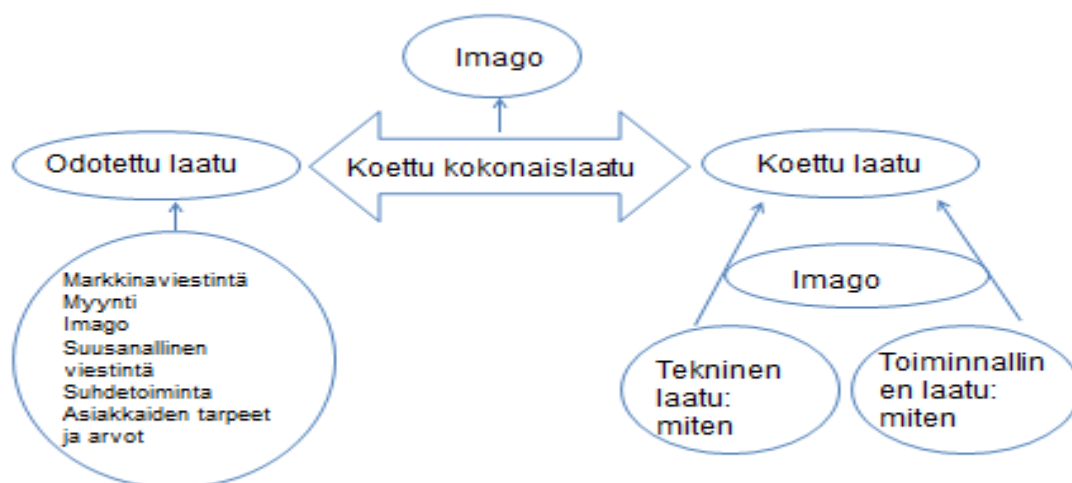 Imago
Odotettu laatu
Koettu kokonaislaatu
Koettu laatu
Markkinaviestintä
Myynti
Imago
Suusanallinen
viestintä
Suhdetoiminta
Asiakkaiden tarpeet
ja arvot
Imago
Tekninen
laatu:
miten
Toiminnallin
en laatu:
miten